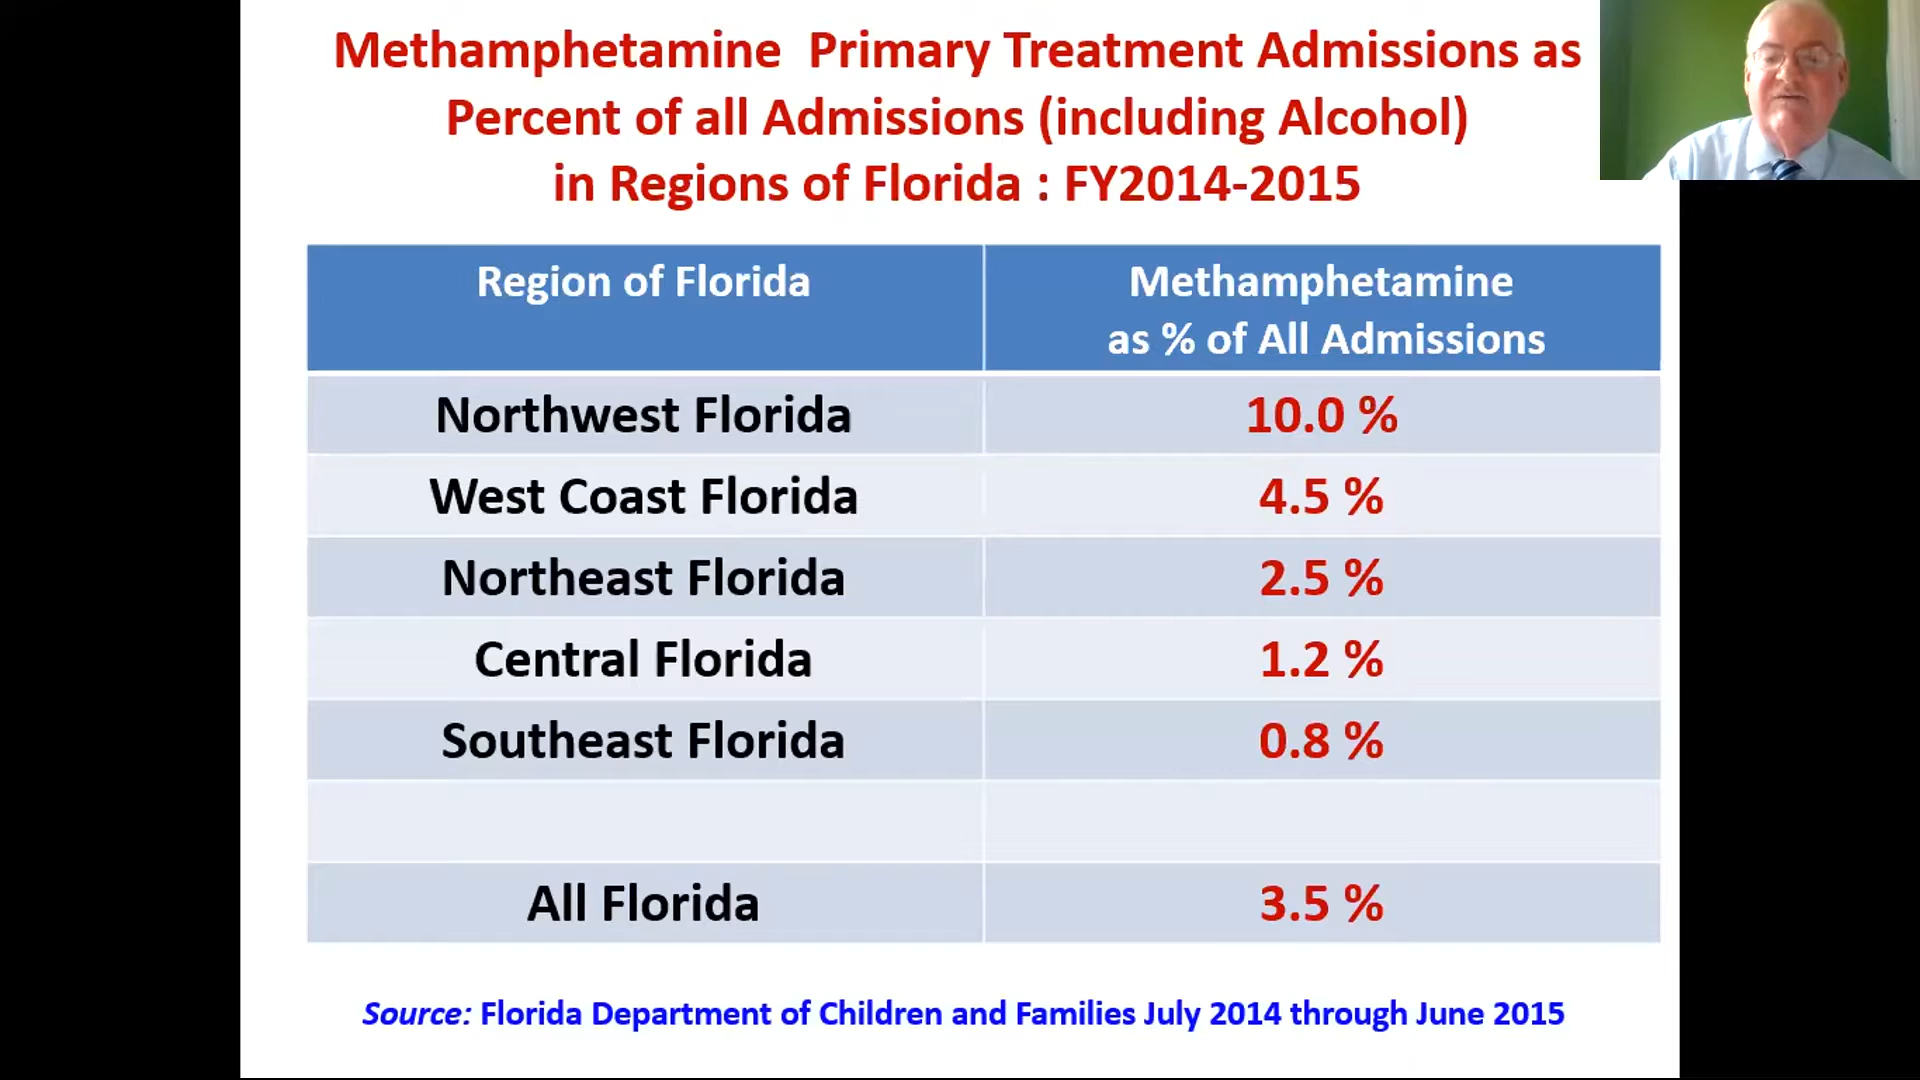 Methamphetamine  Primary Treatment Admissions as
Percent of all Admissions (including Alcohol)
in Regions of Florida : FY2014-2015
Region of Florida
Methamphetamine
as % of All Admissions
Northwest Florida
10.0 %
West Coast Florida
4.5 %
Northeast Florida
2.5 %
Central Florida
1.2 %
Southeast Florida
0.8 %
All Florida
3.5 %
Source: Florida Department of Children and Families July 2014 through June 2015